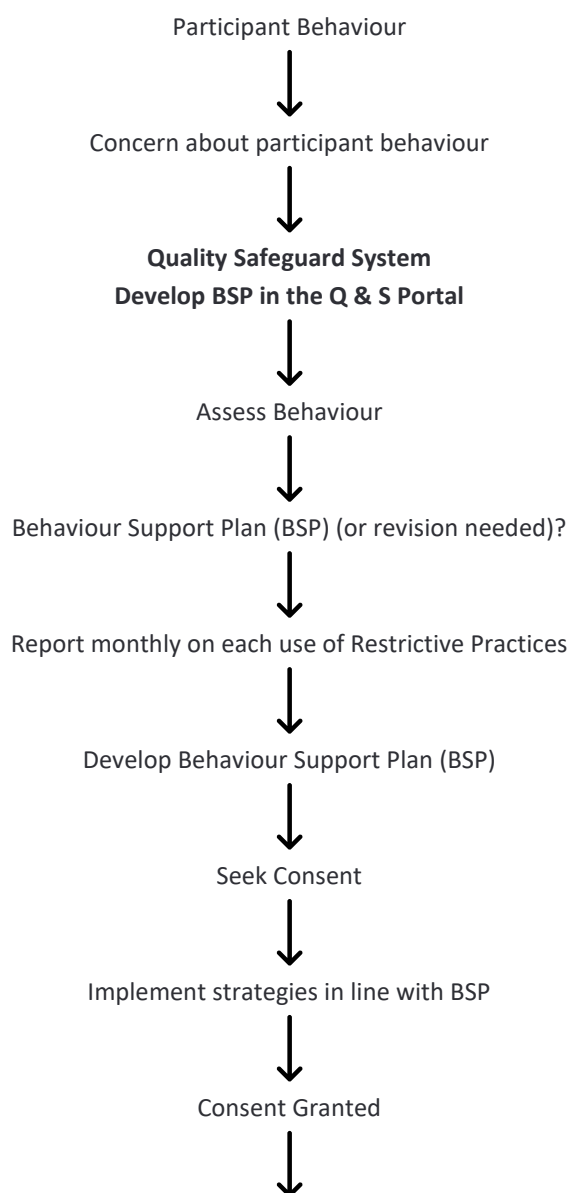 Participant Behaviour
Concern about participant behaviour
Quality Safeguard System
Develop BSP in the Q & S Portal
Assess Behaviour
Behaviour Support Plan (BSP) (or revision needed)?
Report monthly on each use of Restrictive Practices
Develop Behaviour Support Plan (BSP)
Seek Consent
Implement strategies in line with BSP
Consent Granted